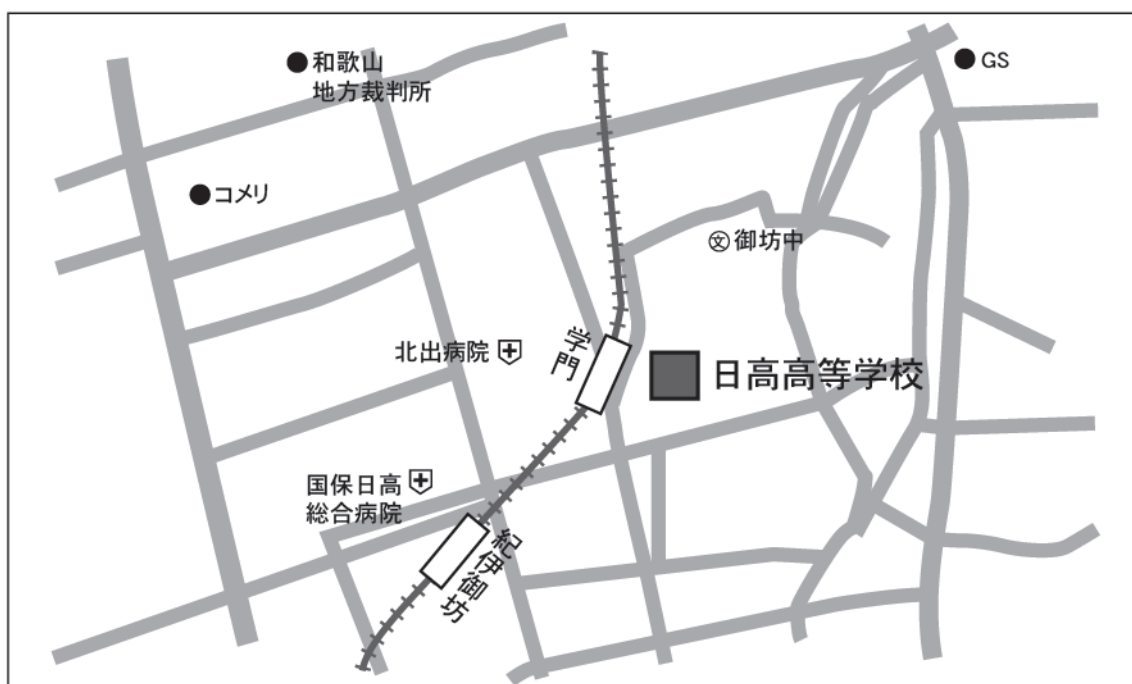 和歌山
地方裁判所
GS
コメリ
文
御坊中
学門
北出病院
日高高等学校
国保日高
総合病院
紀伊御坊